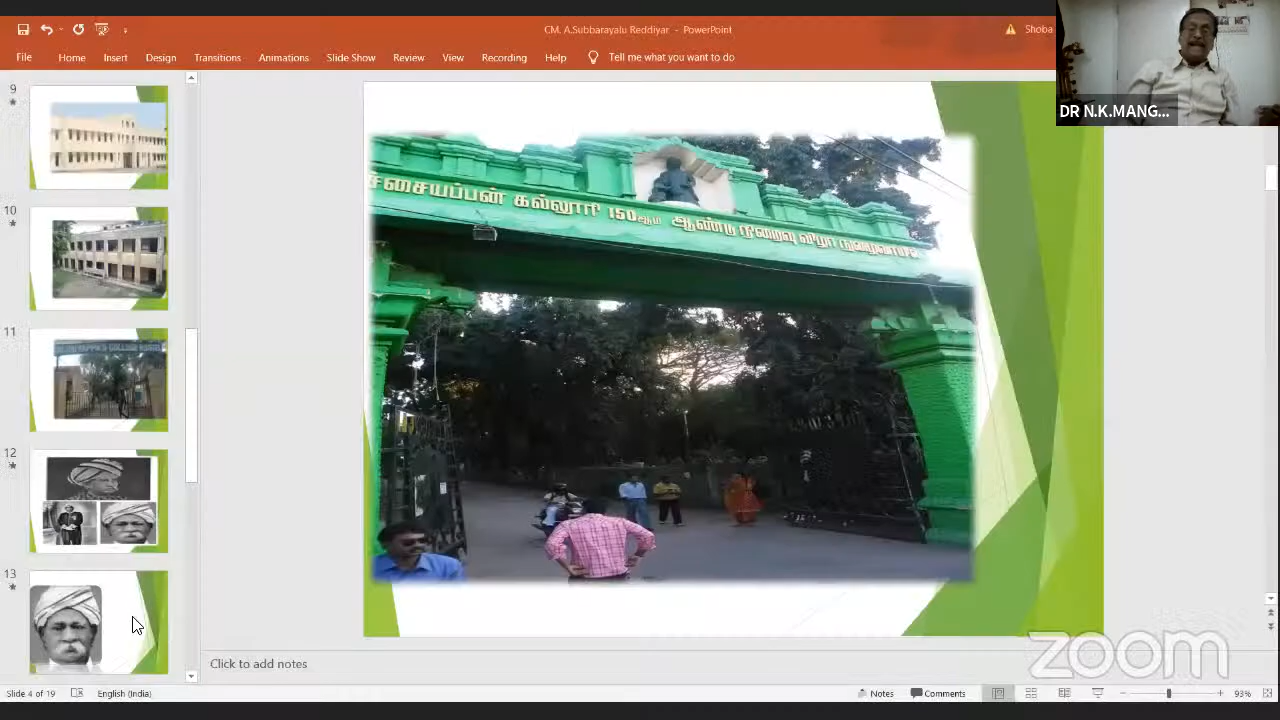 CM. A.Subbarayalu Reddiyar - PowerPoint
Shoba
File Home Insert Design Transitions Animations Slide Show Review View Recording Help Tell me what you want to do
DR N.K.MANG...
9
10
11
12
13
ச்சையப்பன் கல்லூரி 150ஆம் ஆண்டு நிறைவு விழா நுழைவாயில்
Click to add notes
zoom
Slide 4 of 19 English (India) Notes Comments 93%